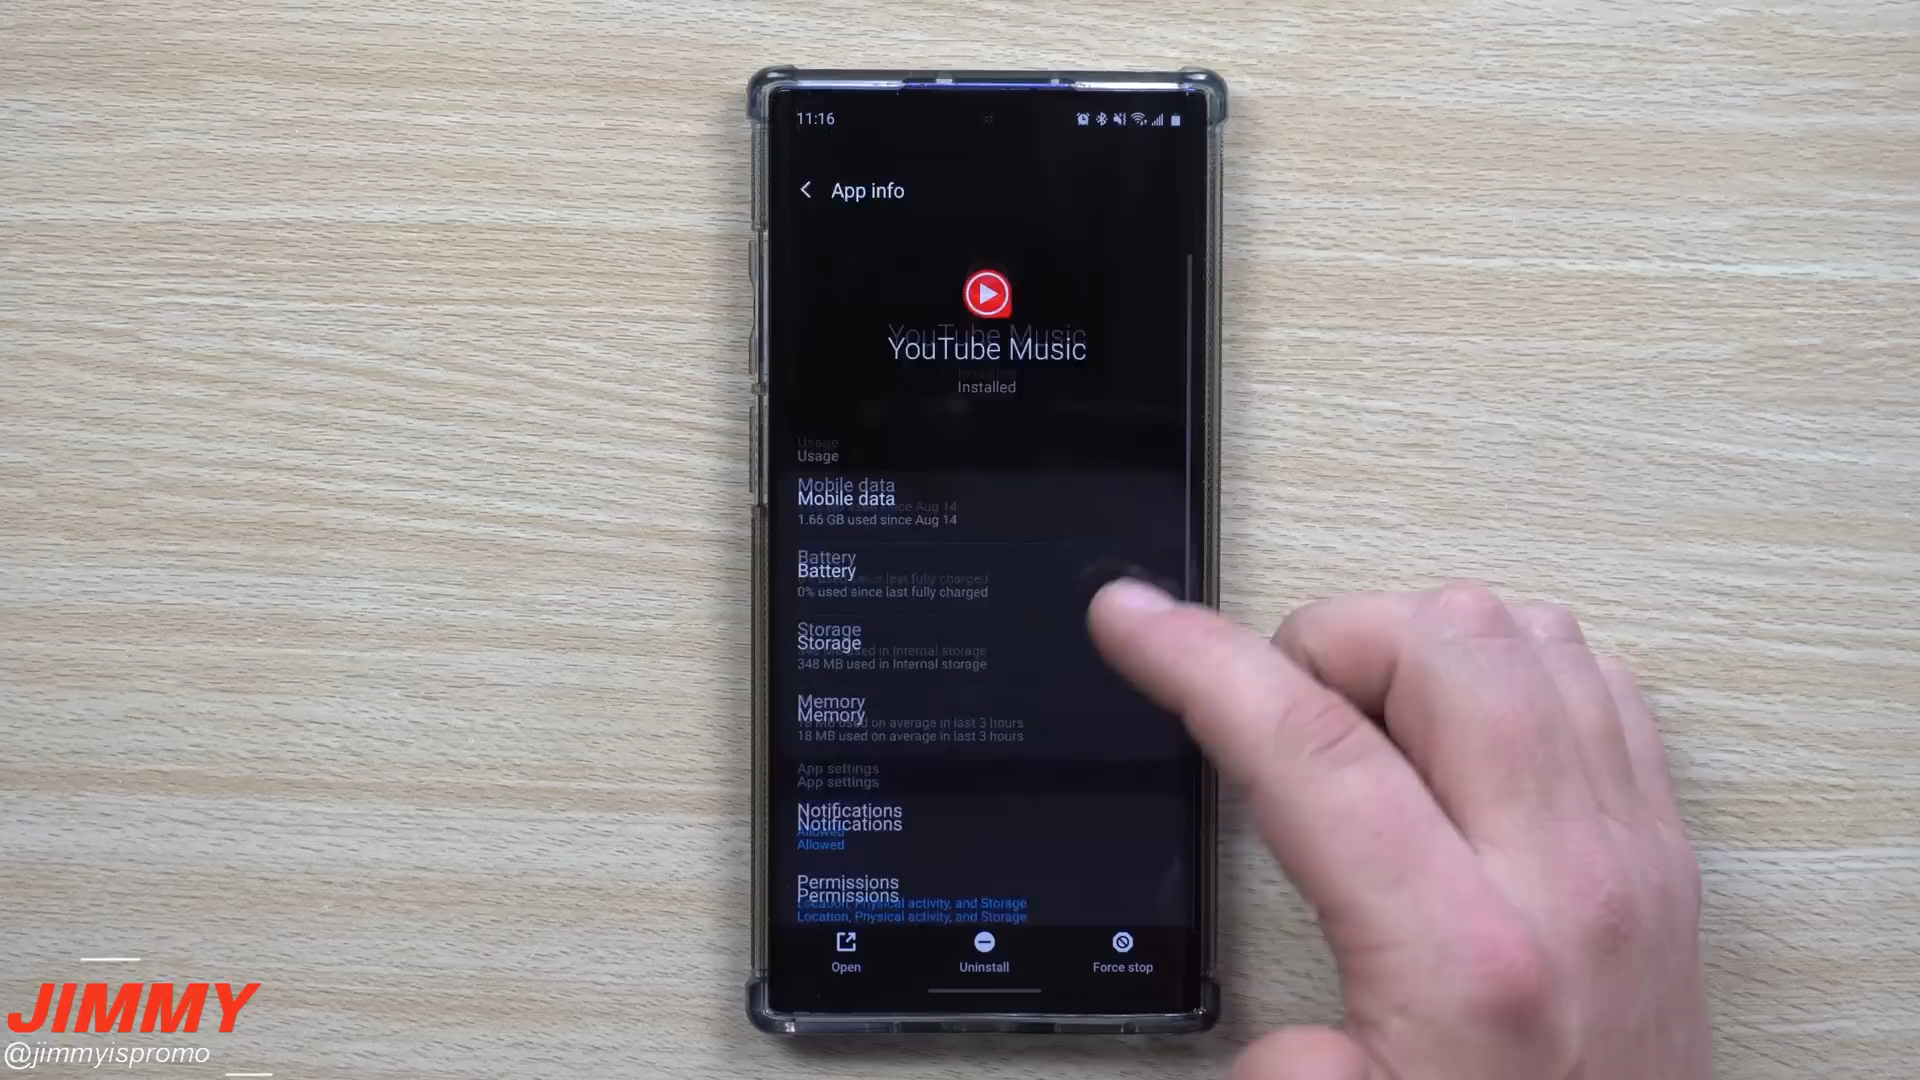 11:16
App info
YouTube Music
Installed
Usage
Mobile data
1.66 GB used since Aug 14
Battery
0% used since last fully charged
Storage
348 MB used in Internal storage
Memory
18 MB used on average in last 3 hours
App settings
Notifications
Allowed
Permissions
Location, Physical activity, and Storage
Open
Uninstall
Force stop
JIMMY
@jimmyispromo